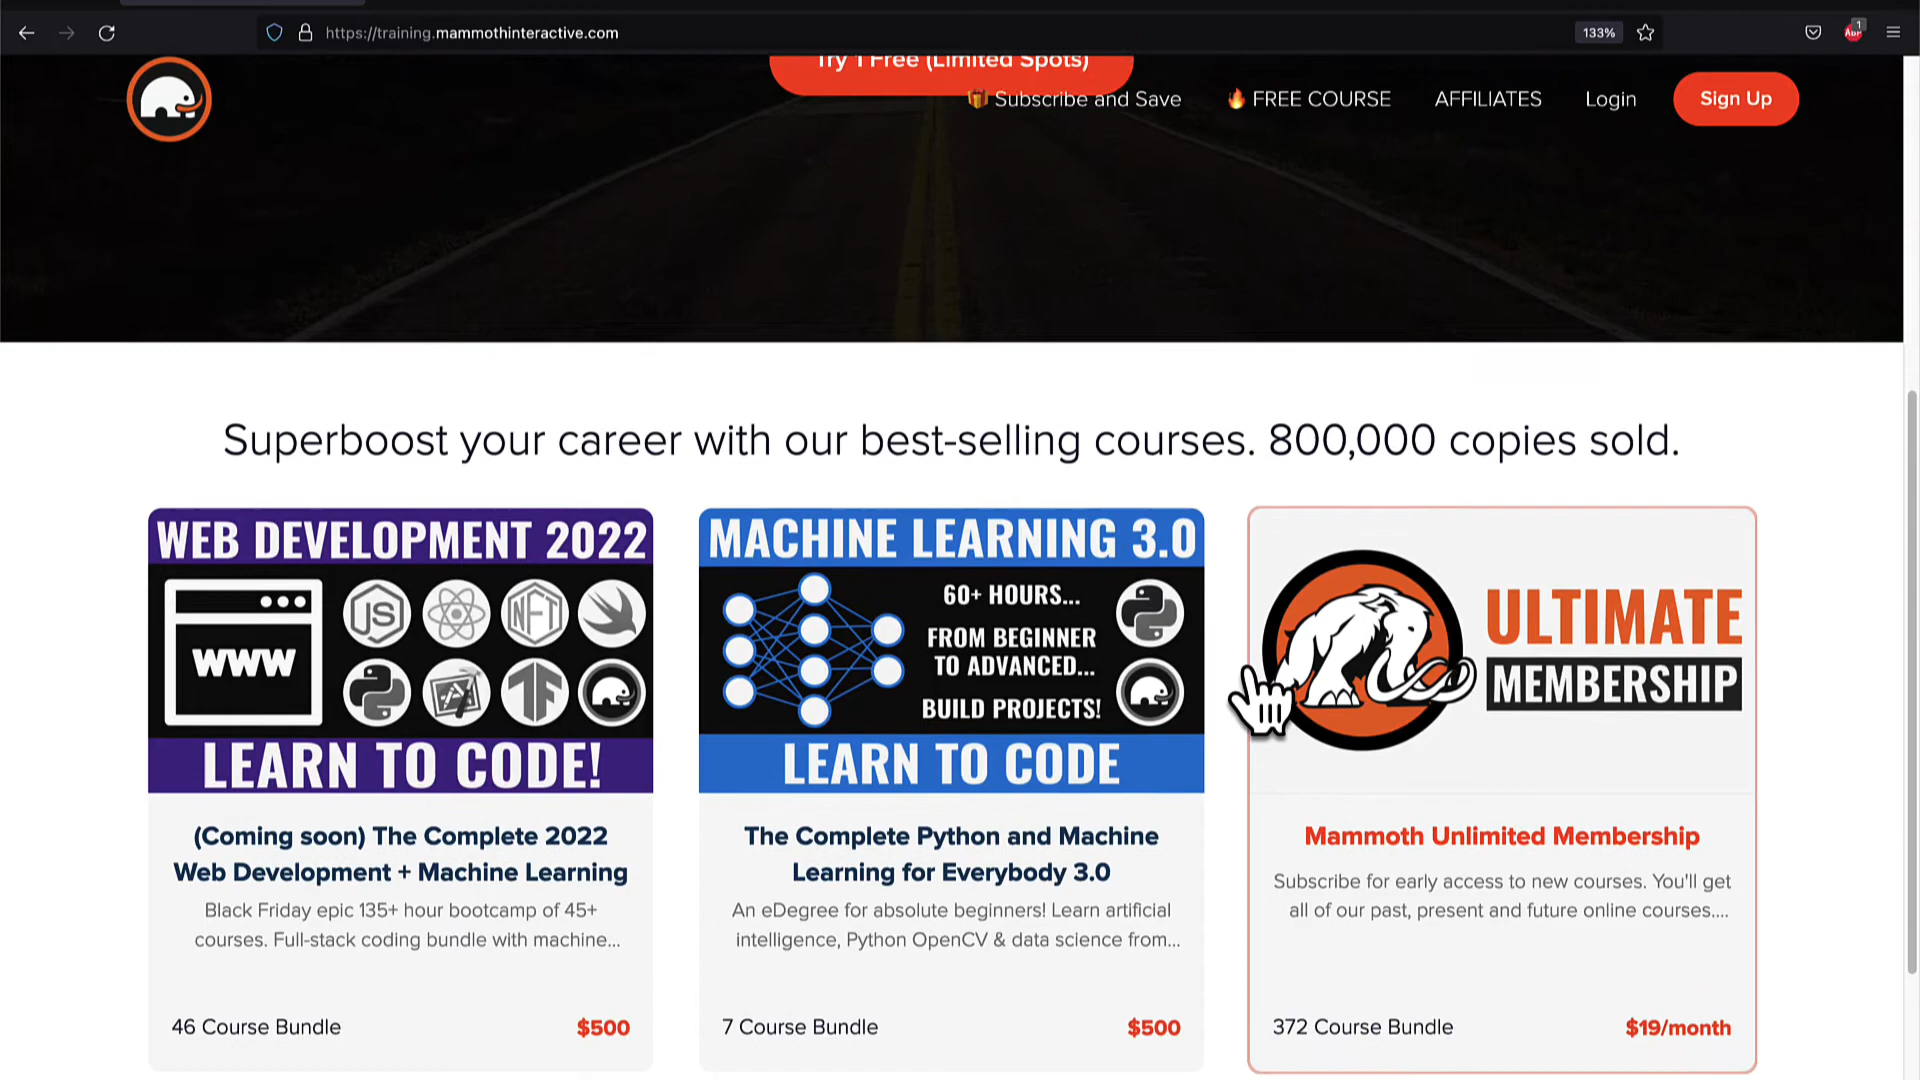 https://training.mammothinteractive.com
133%
1
ABP
Try 1 Free (Limited Spots)
Subscribe and Save
FREE COURSE
AFFILIATES
Login
Sign Up
Superboost your career with our best-selling courses. 800,000 copies sold.
WEB DEVELOPMENT 2022
WWW
JS
NFT
LEARN TO CODE!
(Coming soon) The Complete 2022
Web Development + Machine Learning
Black Friday epic 135+ hour bootcamp of 45+
courses. Full-stack coding bundle with machine...
46 Course Bundle
$500
MACHINE LEARNING 3.0
60+ HOURS...
FROM BEGINNER
TO ADVANCED...
BUILD PROJECTS!
LEARN TO CODE
The Complete Python and Machine
Learning for Everybody 3.0
An eDegree for absolute beginners! Learn artificial
intelligence, Python OpenCV & data science from...
7 Course Bundle
$500
ULTIMATE
MEMBERSHIP
Mammoth Unlimited Membership
Subscribe for early access to new courses. You'll get
all of our past, present and future online courses....
372 Course Bundle
$19/month